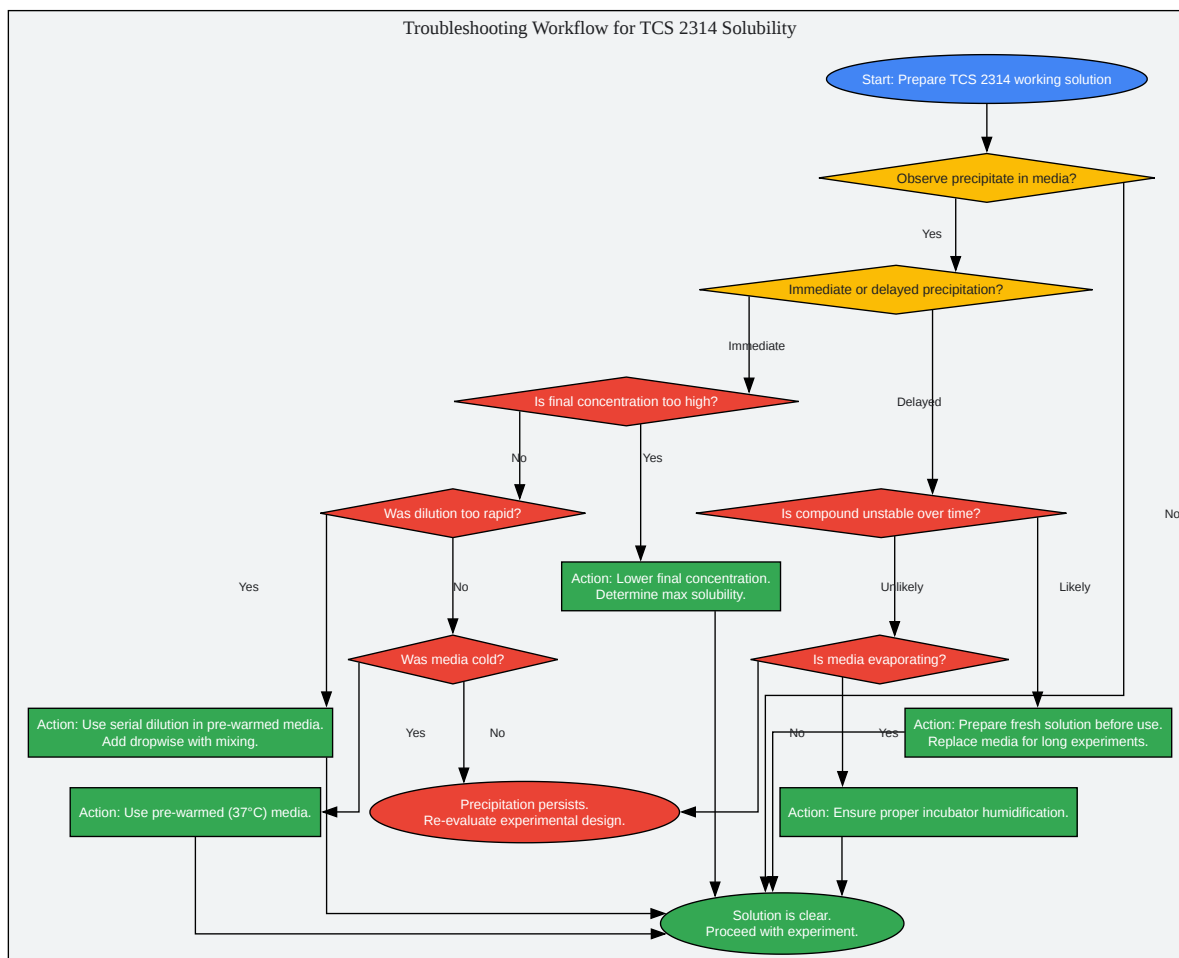 Troubleshooting Workflow for TCS 2314 Solubility
Start: Prepare TCS 2314 working solution
Observe precipitate in media?
Yes
Immediate or delayed precipitation?
Immediate
Is final concentration too high?
Delayed
No
Yes
Was dilution too rapid?
Is compound unstable over time?
No
Action: Lower final concentration.
Determine max solubility.
Yes
No
Unlikely
Likely
Was media cold?
Is media evaporating?
Action: Use serial dilution in pre-warmed media.
Add dropwise with mixing.
Yes
No
No
Yes
Action: Prepare fresh solution before use.
Replace media for long experiments.
Action: Use pre-warmed (37°C) media.
Precipitation persists.
Re-evaluate experimental design.
Action: Ensure proper incubator humidification.
Solution is clear.
Proceed with experiment.